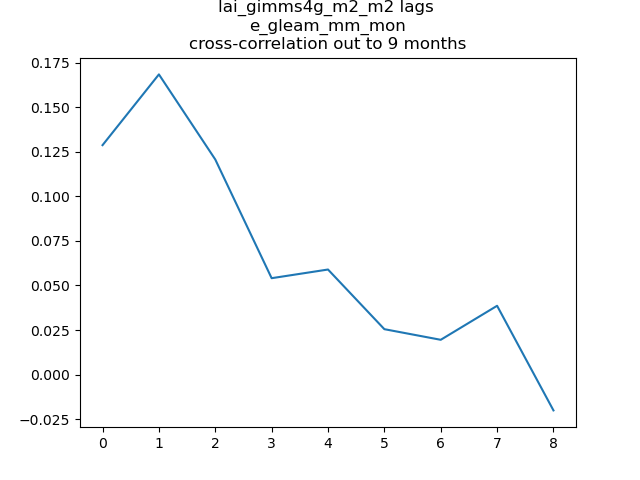 lai_gimms4g_m2_m2 lags
e_gleam_mm_mon
cross-correlation out to 9 months
0.175
0.150
0.125
0.100
0.075
0.050
0.025
0.000
−0.025
0 1 2 3 4 5 6 7 8